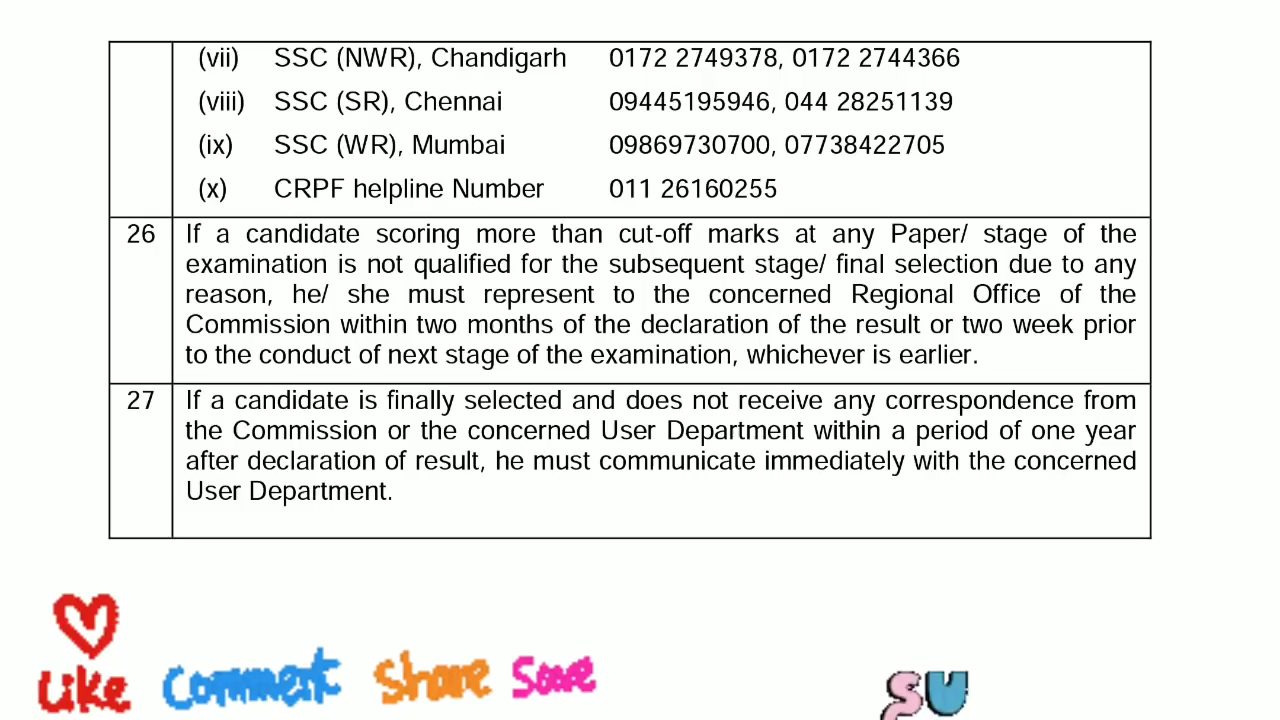 (vii) SSC (NWR), Chandigarh 0172 2749378, 0172 2744366
(viii) SSC (SR), Chennai 09445195946, 044 28251139
(ix) SSC (WR), Mumbai 09869730700, 07738422705
(x) CRPF helpline Number 011 26160255
26 If a candidate scoring more than cut-off marks at any Paper/ stage of the
examination is not qualified for the subsequent stage/ final selection due to any
reason, he/ she must represent to the concerned Regional Office of the
Commission within two months of the declaration of the result or two week prior
to the conduct of next stage of the examination, whichever is earlier.
27 If a candidate is finally selected and does not receive any correspondence from
the Commission or the concerned User Department within a period of one year
after declaration of result, he must communicate immediately with the concerned
User Department.
Like Comment Share Save
SU